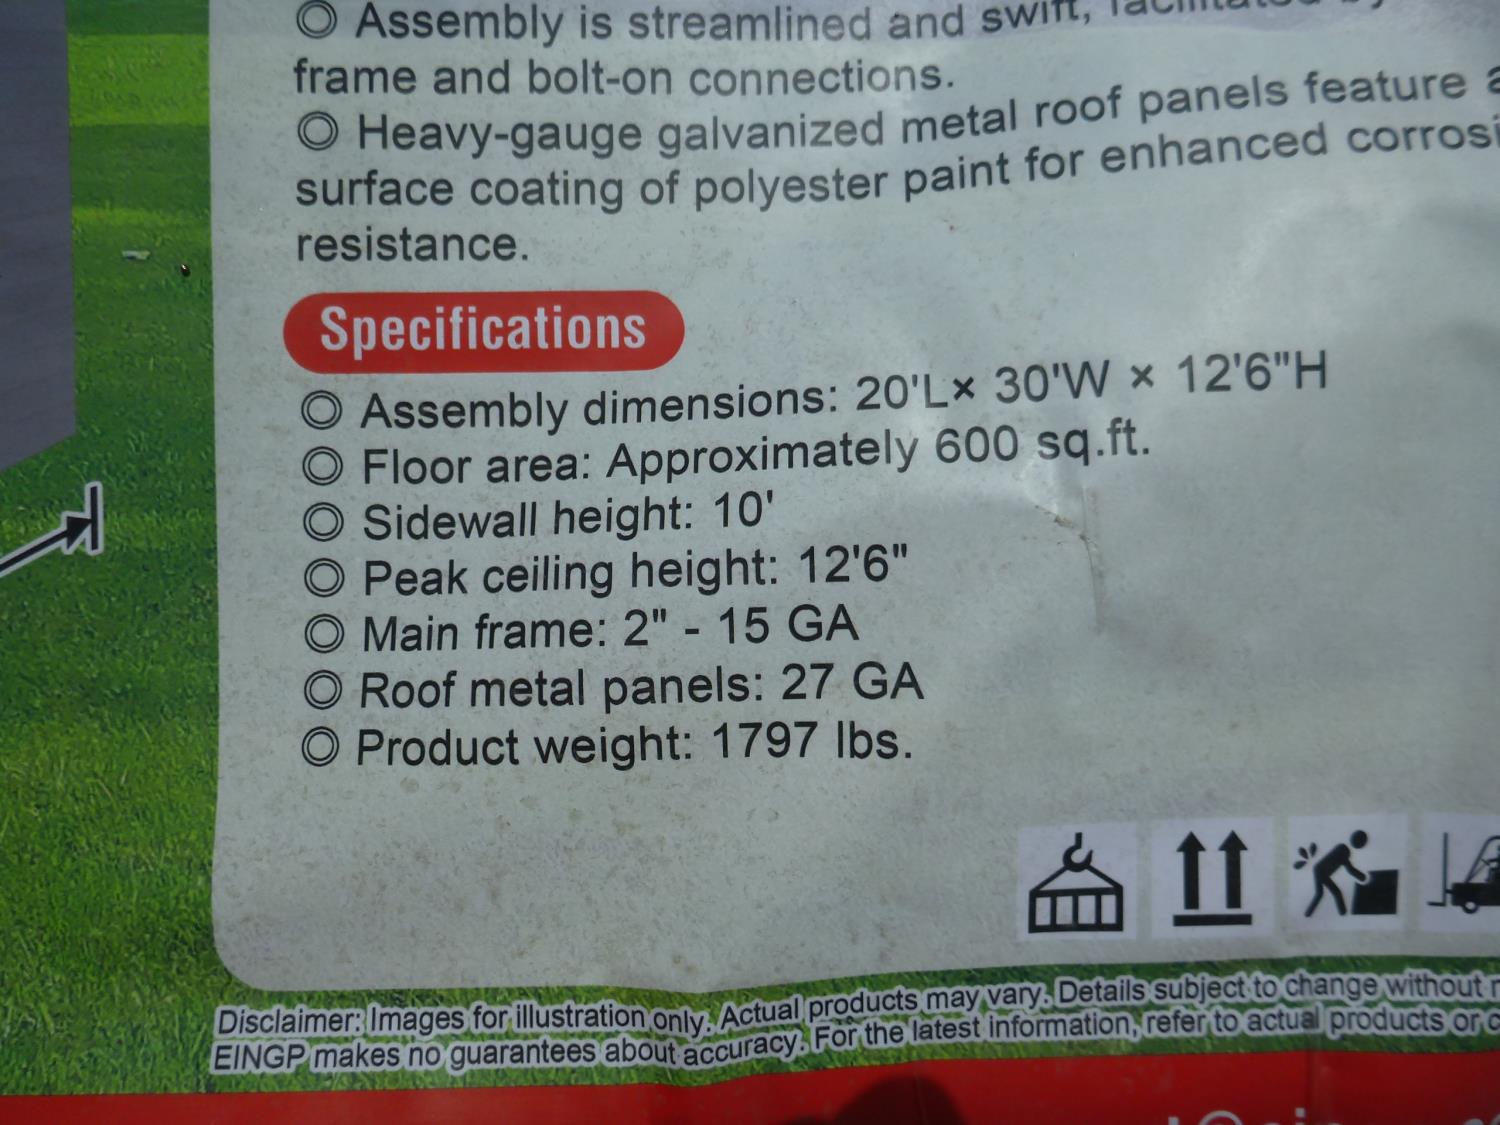 ◎ Assembly is streamlined and swift, facilitated by
frame and bolt-on connections.
◎ Heavy-gauge galvanized metal roof panels feature a
surface coating of polyester paint for enhanced corrosi
resistance.
Specifications
◎ Assembly dimensions: 20'L× 30'W × 12'6"H
◎ Floor area: Approximately 600 sq.ft.
◎ Sidewall height: 10'
◎ Peak ceiling height: 12'6"
◎ Main frame: 2" - 15 GA
◎ Roof metal panels: 27 GA
◎ Product weight: 1797 lbs.
Disclaimer: Images for illustration only. Actual products may vary. Details subject to change without
EINGP makes no guarantees about accuracy. For the latest information, refer to actual products or